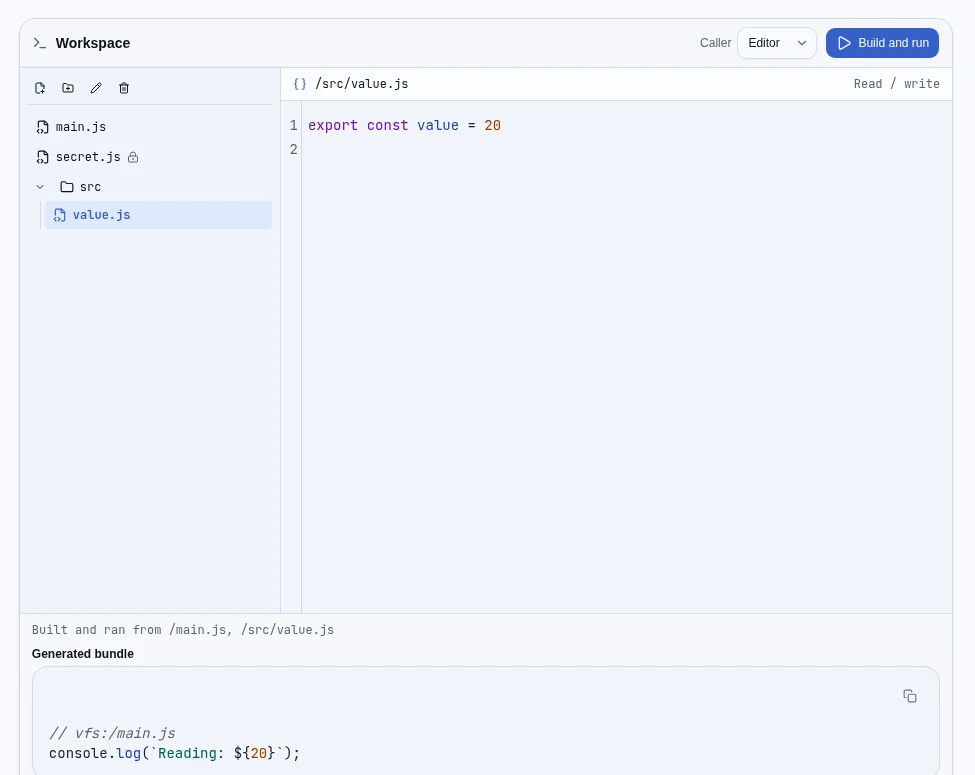 Workspace
Caller
Editor
Build and run
/src/value.js
Read / write
main.js
secret.js
src
value.js
1 export const value = 20
2
Built and ran from /main.js, /src/value.js
Generated bundle
// vfs:/main.js
console.log(`Reading: ${20}`);